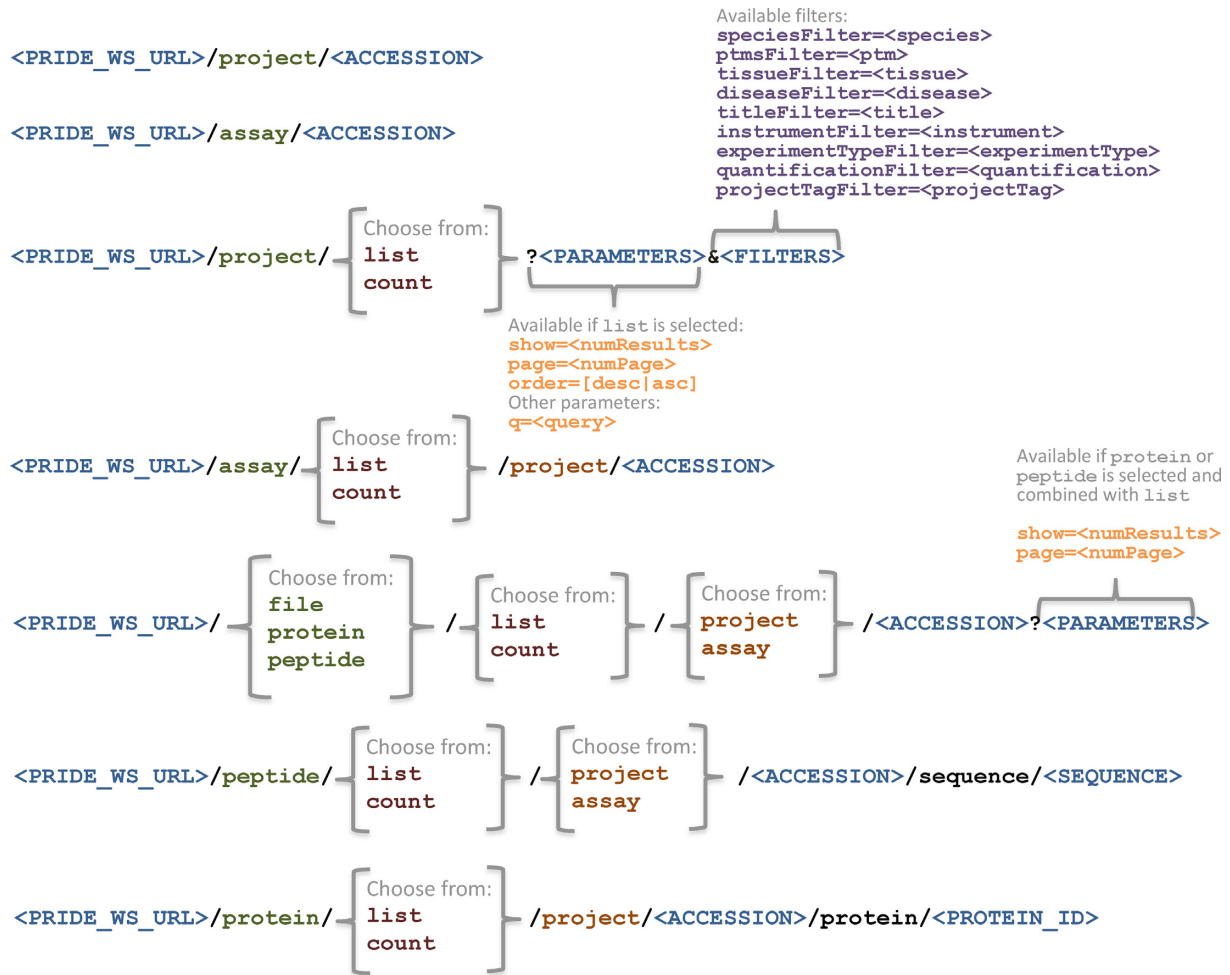 Available filters:
speciesFilter=<species>
ptmsFilter=<ptm>
tissueFilter=<tissue>
diseaseFilter=<disease>
titleFilter=<title>
instrumentFilter=<instrument>
experimentTypeFilter=<experimentType>
quantificationFilter=<quantification>
projectTagFilter=<projectTag>
<PRIDE_WS_URL>/project/<ACCESSION>
<PRIDE_WS_URL>/assay/<ACCESSION>
<PRIDE_WS_URL>/project/
Choose from:
list
count
?<PARAMETERS>&<FILTERS>
Available if list is selected:
show=<numResults>
page=<numPage>
order=[desc|asc]
Other parameters:
q=<query>
<PRIDE_WS_URL>/assay/
Choose from:
list
count
/project/<ACCESSION>
Available if protein or
peptide is selected and
combined with list
show=<numResults>
page=<numPage>
<PRIDE_WS_URL>/
Choose from:
file
protein
peptide
/
Choose from:
list
count
/
Choose from:
project
assay
/<ACCESSION>?<PARAMETERS>
<PRIDE_WS_URL>/peptide/
Choose from:
list
count
/
Choose from:
project
assay
/<ACCESSION>/sequence/<SEQUENCE>
<PRIDE_WS_URL>/protein/
Choose from:
list
count
/project/<ACCESSION>/protein/<PROTEIN_ID>